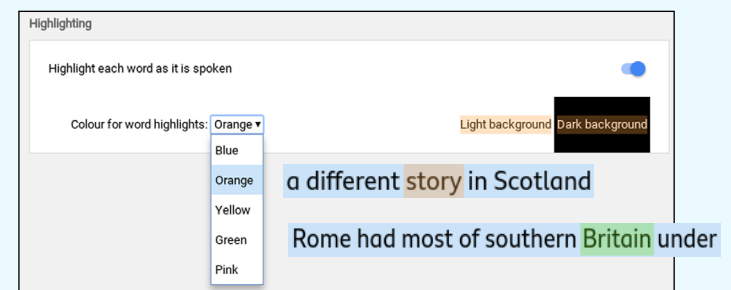 Highlighting
Highlight each word as it is spoken
Colour for word highlights: Orange Light background Dark background
Blue
Orange
Yellow
Green
Pink
a different story in Scotland
Rome had most of southern Britain under